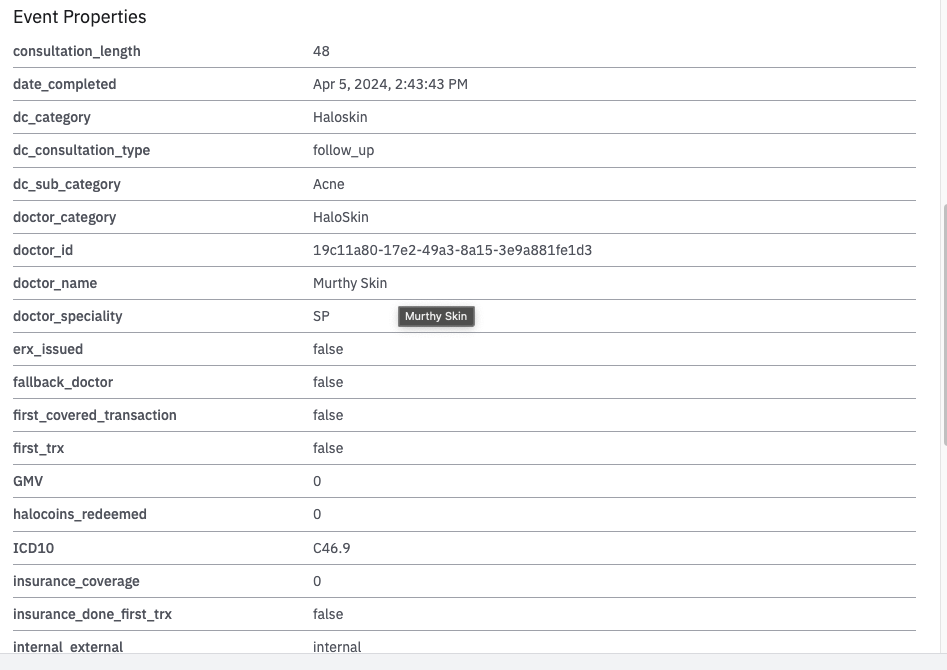 Event Properties
consultation_length 48
date_completed Apr 5, 2024, 2:43:43 PM
dc_category Haloskin
dc_consultation_type follow_up
dc_sub_category Acne
doctor_category HaloSkin
doctor_id 19c11a80-17e2-49a3-8a15-3e9a881fe1d3
doctor_name Murthy Skin
doctor_speciality SP Murthy Skin
erx_issued false
fallback_doctor false
first_covered_transaction false
first_trx false
GMV 0
halocoins_redeemed 0
ICD10 C46.9
insurance_coverage 0
insurance_done_first_trx false
internal_external internal